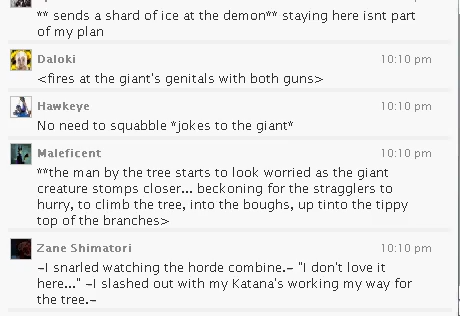 ** sends a shard of ice at the demon** staying here isnt part
of my plan
Daloki 10:10 pm
<fires at the giant's genitals with both guns>
Hawkeye 10:10 pm
No need to squabble *jokes to the giant*
Maleficent 10:10 pm
**the man by the tree starts to look worried as the giant
creature stomps closer... beckoning for the stragglers to
hurry, to climb the tree, into the boughs, up tinto the tippy
top of the branches>
Zane Shimatori 10:10 pm
~I snarled watching the horde combine.~ "I don't love it
here..." ~I slashed out with my Katana's working my way for
the tree.~